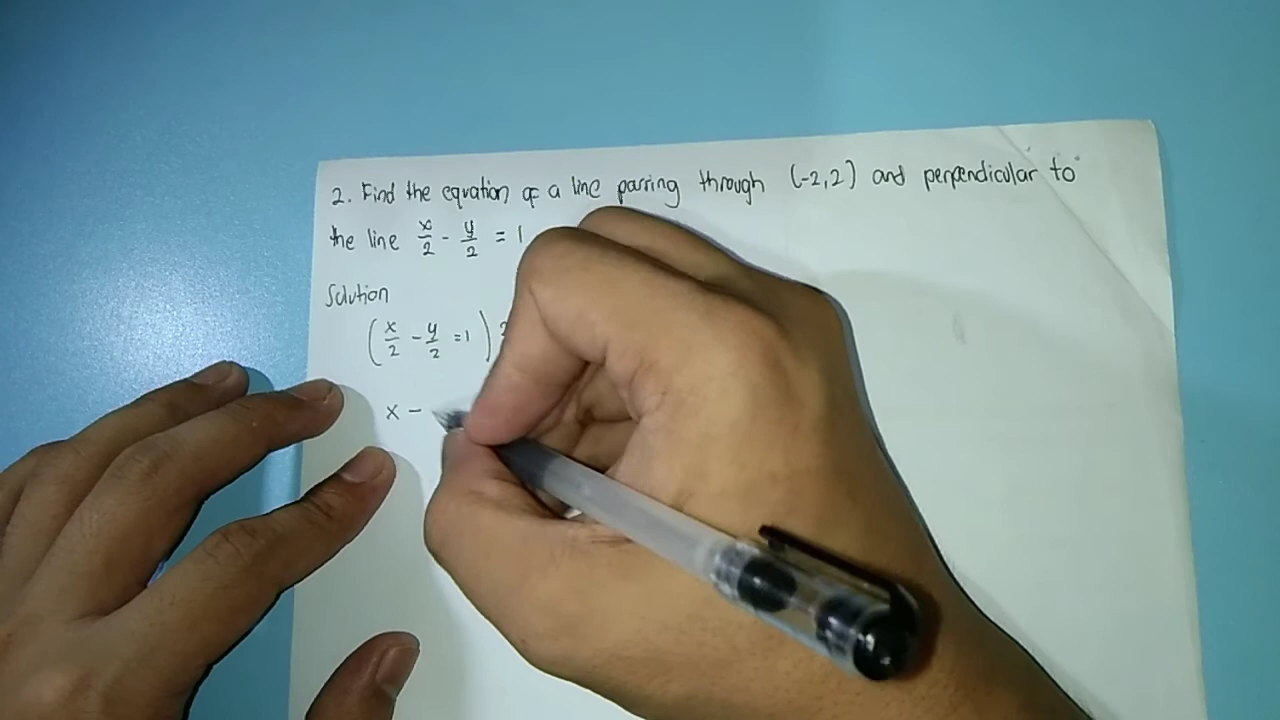 2. Find the equation of a line passing through (-2,2) and perpendicular to
the line x/2 - y/2 = 1
Solution
(x/2 - y/2 = 1)
x -